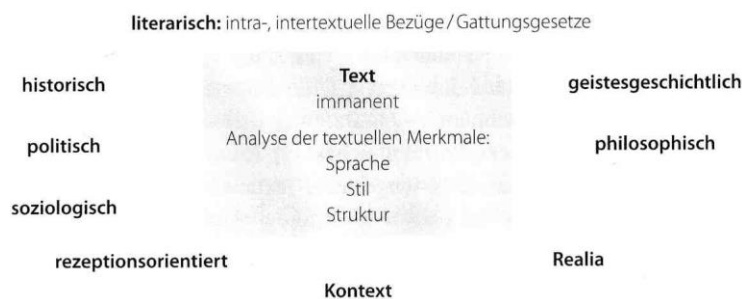 literarisch: intra-, intertextuelle Bezüge / Gattungsgesetze
historisch
Text
immanent
geistesgeschichtlich
politisch
Analyse der textuellen Merkmale:
Sprache
Stil
Struktur
philosophisch
soziologisch
rezeptionsorientiert
Realia
Kontext